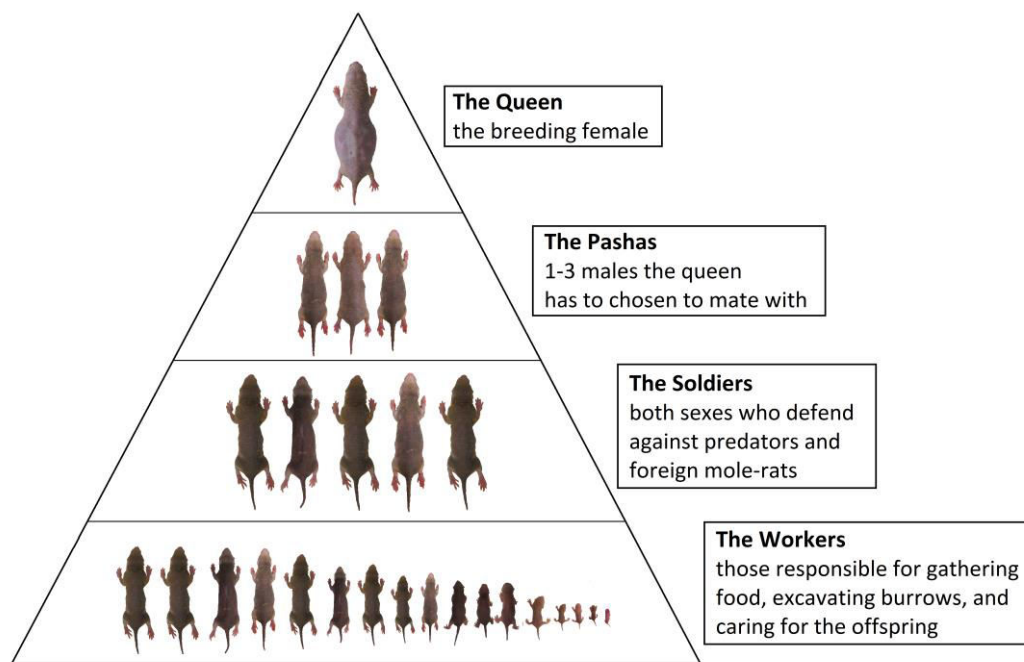 The Queen
the breeding female
The Pashas
1-3 males the queen
has to chosen to mate with
The Soldiers
both sexes who defend
against predators and
foreign mole-rats
The Workers
those responsible for gathering
food, excavating burrows, and
caring for the offspring